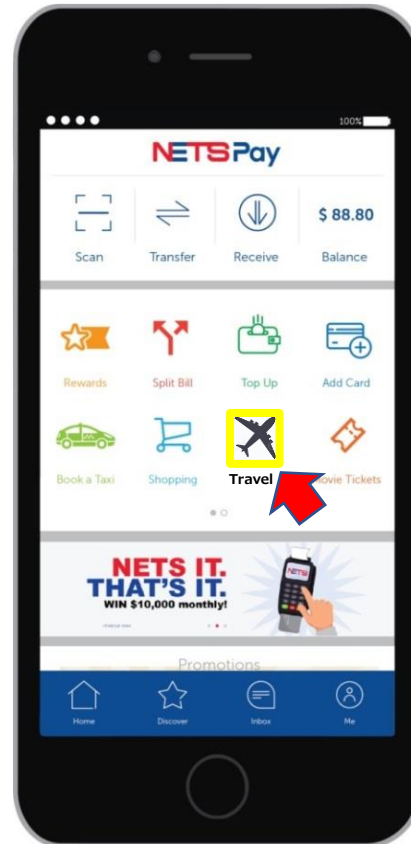 100%
NETSPay
$ 88.80
Scan Transfer Receive Balance
Rewards Split Bill Top Up Add Card
Book a Taxi Shopping Travel Movie Tickets
NETS IT.
THAT'S IT.
WIN $10,000 monthly!
NETS
Promotions
Home Discover Inbox Me